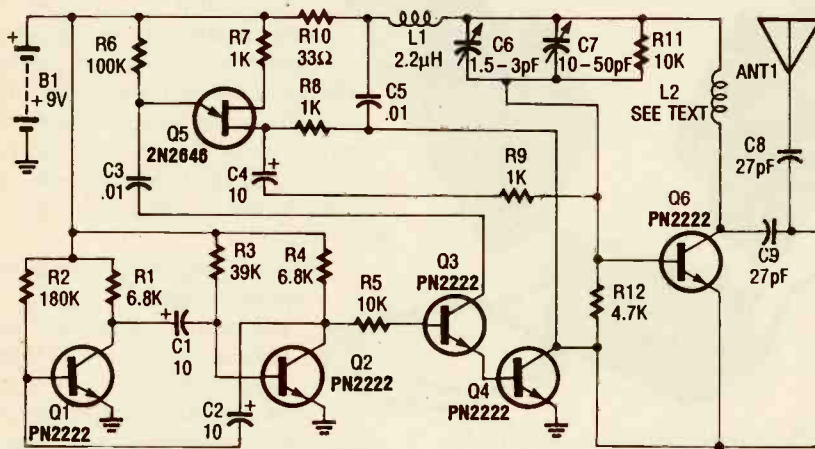 B1
+ 9V
+
R6
100K
R7
1K
R10
33Ω
L1
2.2µH
C6
1.5–3pF
C7
10–50pF
R11
10K
L2
SEE TEXT
ANT1
C8
27pF
Q5
2N2646
R8
1K
C5
.01
C3
.01
C4
10
+
R9
1K
Q6
PN2222
C9
27pF
R2
180K
R1
6.8K
R3
39K
R4
6.8K
R5
10K
Q3
PN2222
R12
4.7K
+
C1
10
Q1
PN2222
C2
10
+
Q2
PN2222
Q4
PN2222